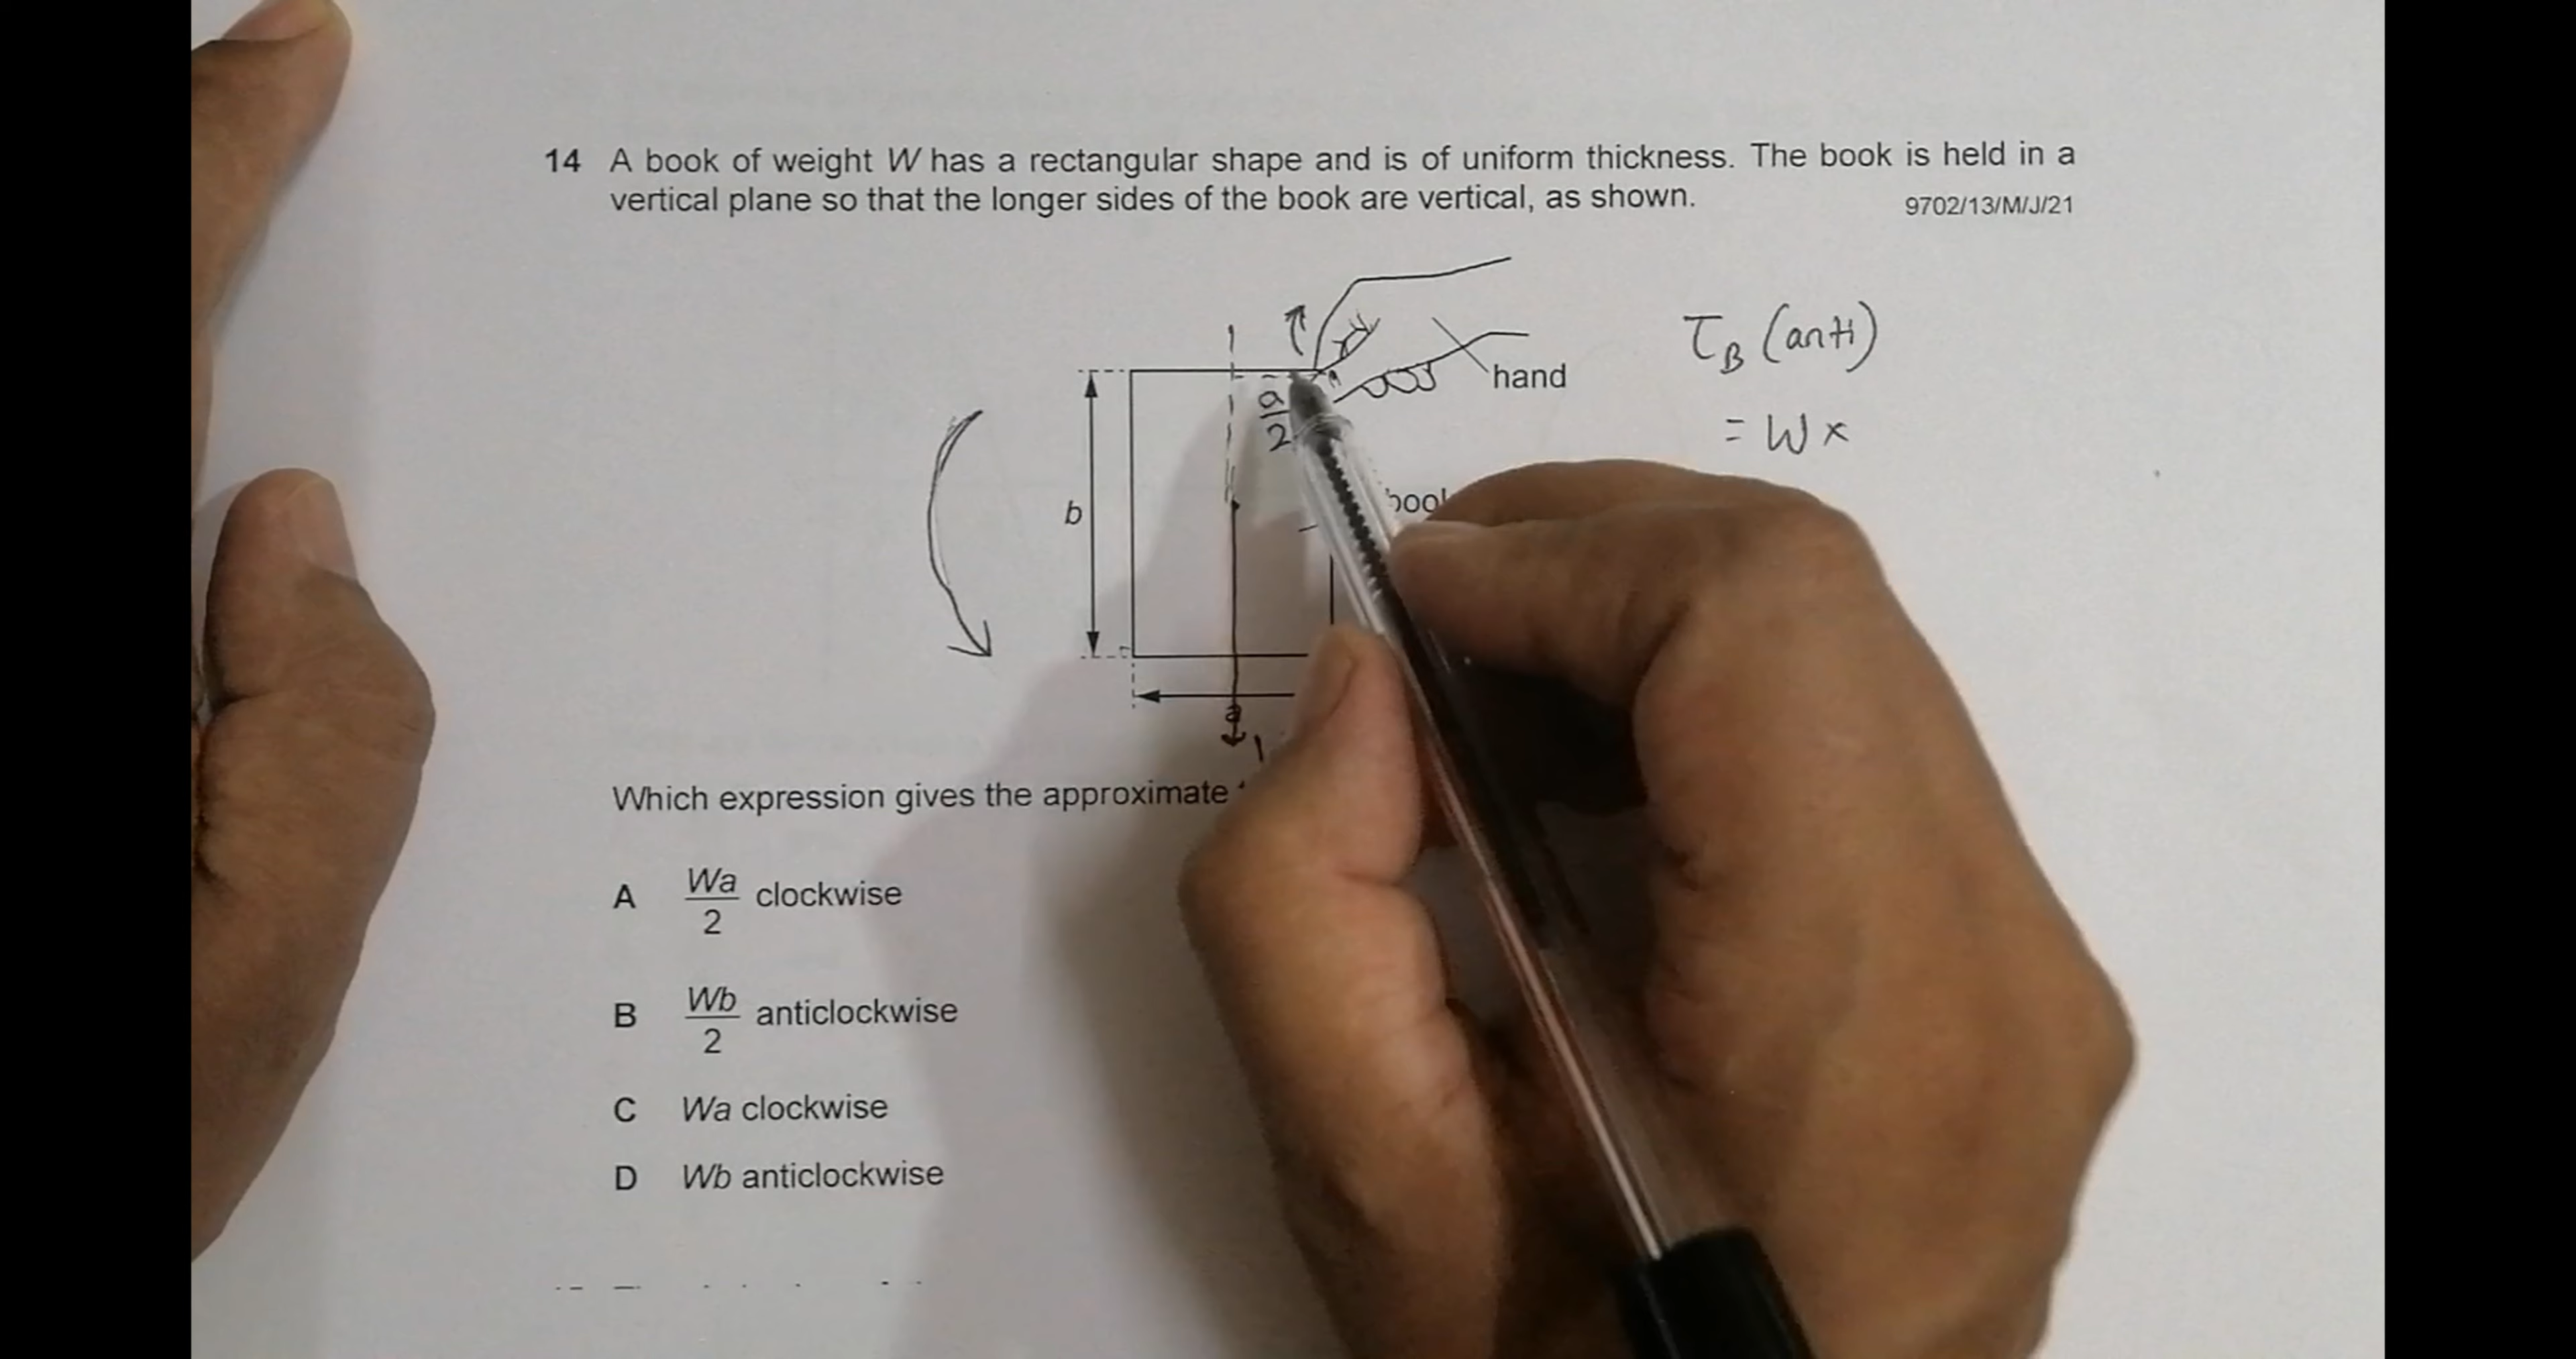 14 A book of weight W has a rectangular shape and is of uniform thickness. The book is held in a
vertical plane so that the longer sides of the book are vertical, as shown.
9702/13/M/J/21
τB (anti)
= W ×
hand
a/2
b
a
Which expression gives the approximate
A Wa/2 clockwise
B Wb/2 anticlockwise
C Wa clockwise
D Wb anticlockwise